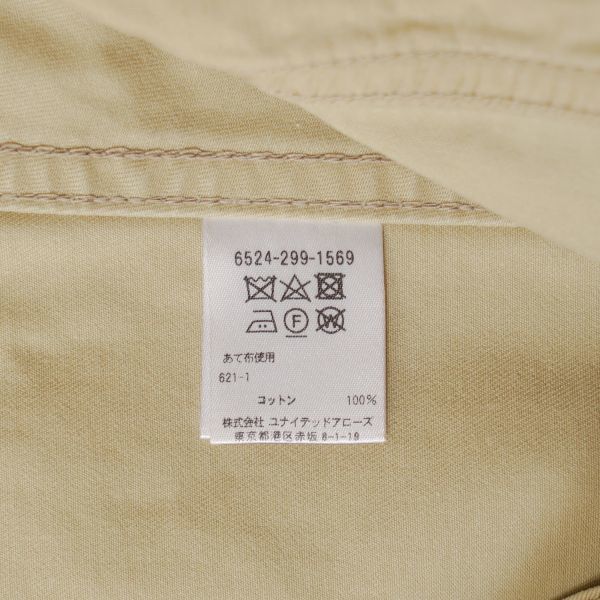 6524-299-1569
F
W
あて布使用
621-1
コットン 100%
株式会社 ユナイテッドアローズ
東京都港区赤坂 8-1-19